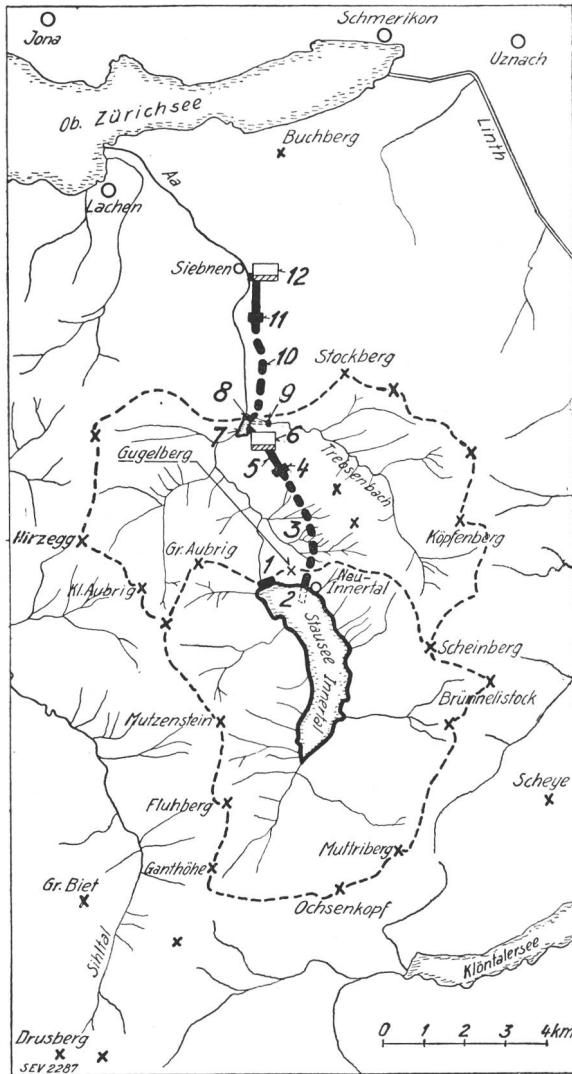 Jona
Schmerikon
Uznach
Ob. Zürichsee
Linth
Buchberg
Aa
Lachen
Siebnen
12
11
10
Stockberg
8
9
7
6
Gugelberg
5
4
Trebsenbach
3
Hirzegg
Köpfenberg
Gr. Aubrig
1
Kl. Aubrig
2
Neu-
Innertal
Stausee Innertal
Scheinberg
Brünnelistock
Mutzenstein
Scheye
Fluhberg
Muttriberg
Ganthöhe
Gr. Biet
Ochsenkopf
Sihltal
Klöntalersee
0 1 2 3 4km
Drusberg
SEV 2287